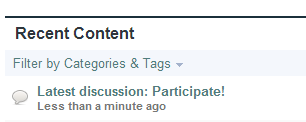 Recent Content
Filter by Categories & Tags
Latest discussion: Participate!
Less than a minute ago